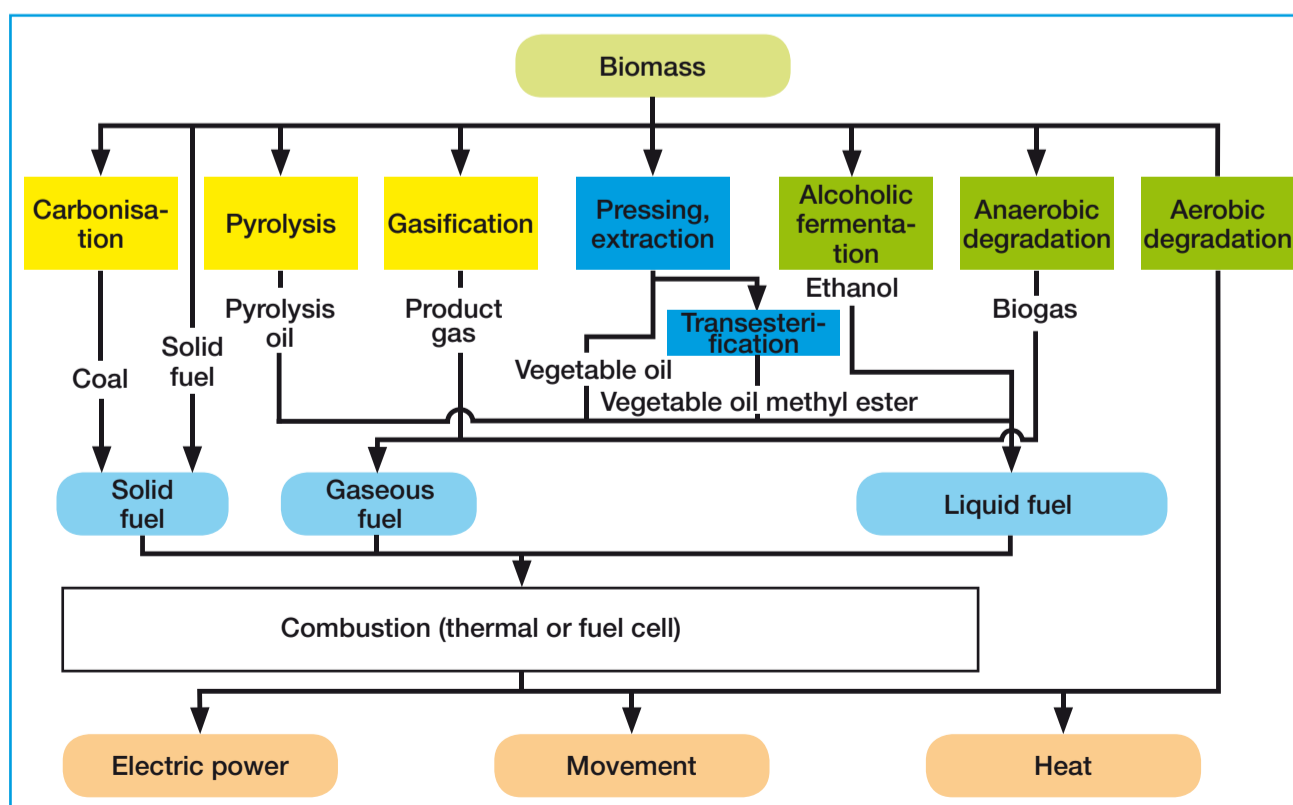 Biomass
Carbonisa-
tion
Pyrolysis
Gasification
Pressing,
extraction
Alcoholic
fermenta-
tion
Anaerobic
degradation
Aerobic
degradation
Coal
Solid
fuel
Pyrolysis
oil
Product
gas
Transesteri-
fication
Ethanol
Biogas
Vegetable oil
Vegetable oil methyl ester
Solid
fuel
Gaseous
fuel
Liquid fuel
Combustion (thermal or fuel cell)
Electric power
Movement
Heat